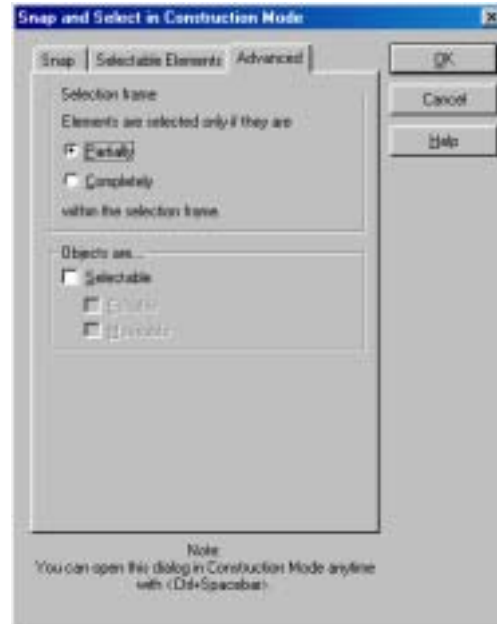 Snap and Select in Construction Mode
Snap Selectable Elements Advanced
OK
Cancel
Help
Selection frame
Elements are selected only if they are
Partially
Completely
within the selection frame.
Objects are...
Selectable
Note:
You can open this dialog in Construction Mode anytime
with <Ctrl+Spacebar>.